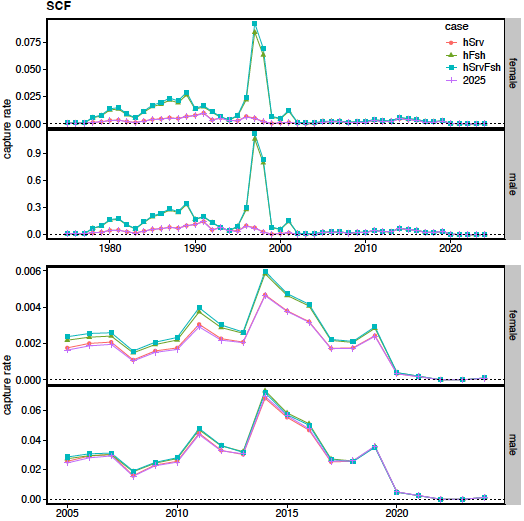 SCF
capture rate
0.075
0.050
0.025
0.000
female
case
hSrv
hFsh
hSrvFsh
2025
0.9
0.6
0.3
0.0
male
1980
1990
2000
2010
2020
capture rate
0.006
0.004
0.002
0.000
female
0.06
0.04
0.02
0.00
male
2005
2010
2015
2020